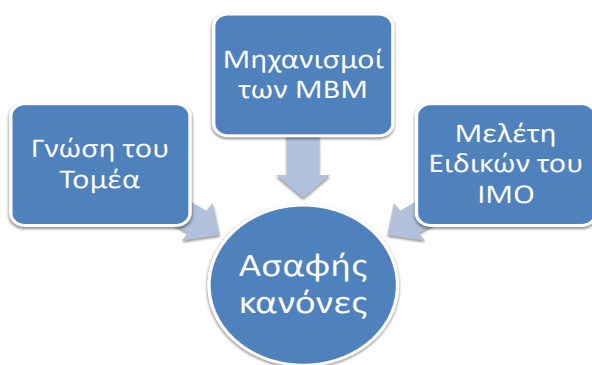 Μηχανισμοί
των MBM
Γνώση του
Τομέα
Μελέτη
Ειδικών του
IMO
Ασαφής
κανόνες